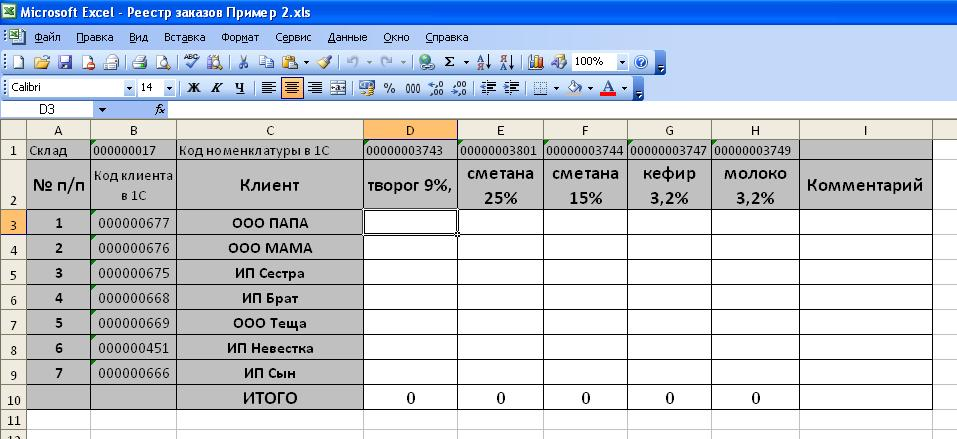 Microsoft Excel - Реестр заказов Пример 2.xls
Файл Правка Вид Вставка Формат Сервис Данные Окно Справка
100%
Calibri 14 Ж К Ч % 000
D3 fx
A B C D E F G H I
1 Склад 000000017 Код номенклатуры в 1С 00000003743 00000003801 00000003744 00000003747 00000003749
2 № п/п Код клиента в 1С Клиент творог 9%, сметана 25% сметана 15% кефир 3,2% молоко 3,2% Комментарий
3 1 000000677 ООО ПАПА
4 2 000000676 ООО МАМА
5 3 000000675 ИП Сестра
6 4 000000668 ИП Брат
7 5 000000669 ООО Теща
8 6 000000451 ИП Невестка
9 7 000000666 ИП Сын
10 ИТОГО 0 0 0 0 0
11